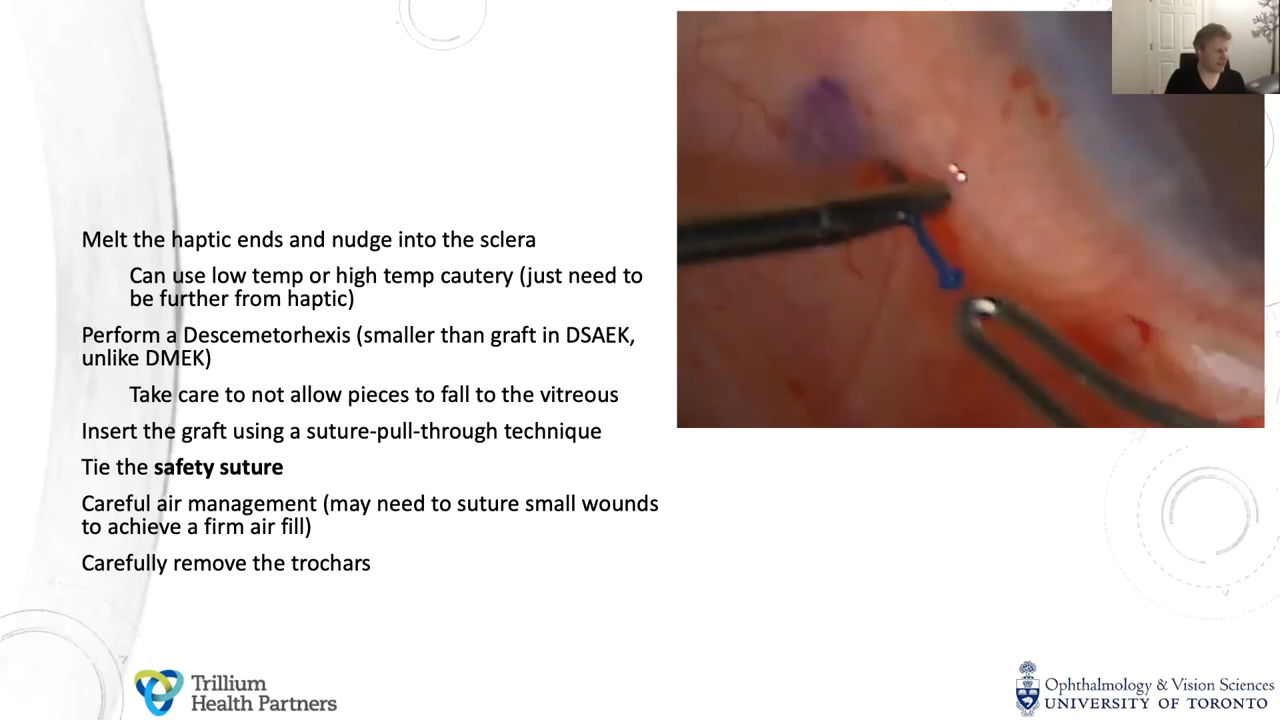 Melt the haptic ends and nudge into the sclera
Can use low temp or high temp cautery (just need to
be further from haptic)
Perform a Descemetorhexis (smaller than graft in DSAEK,
unlike DMEK)
Take care to not allow pieces to fall to the vitreous
Insert the graft using a suture-pull-through technique
Tie the safety suture
Careful air management (may need to suture small wounds
to achieve a firm air fill)
Carefully remove the trochars
Trillium
Health Partners
Ophthalmology & Vision Sciences
UNIVERSITY OF TORONTO